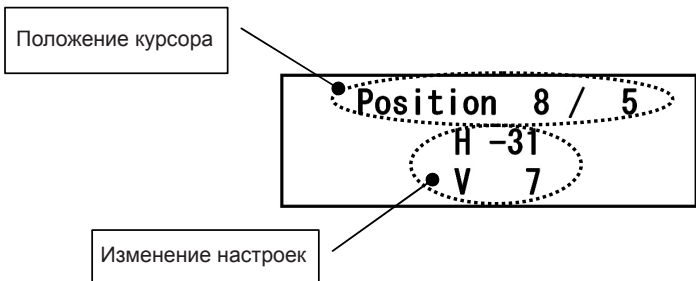 Положение курсора
Position 8 / 5
H -31
V 7
Изменение настроек